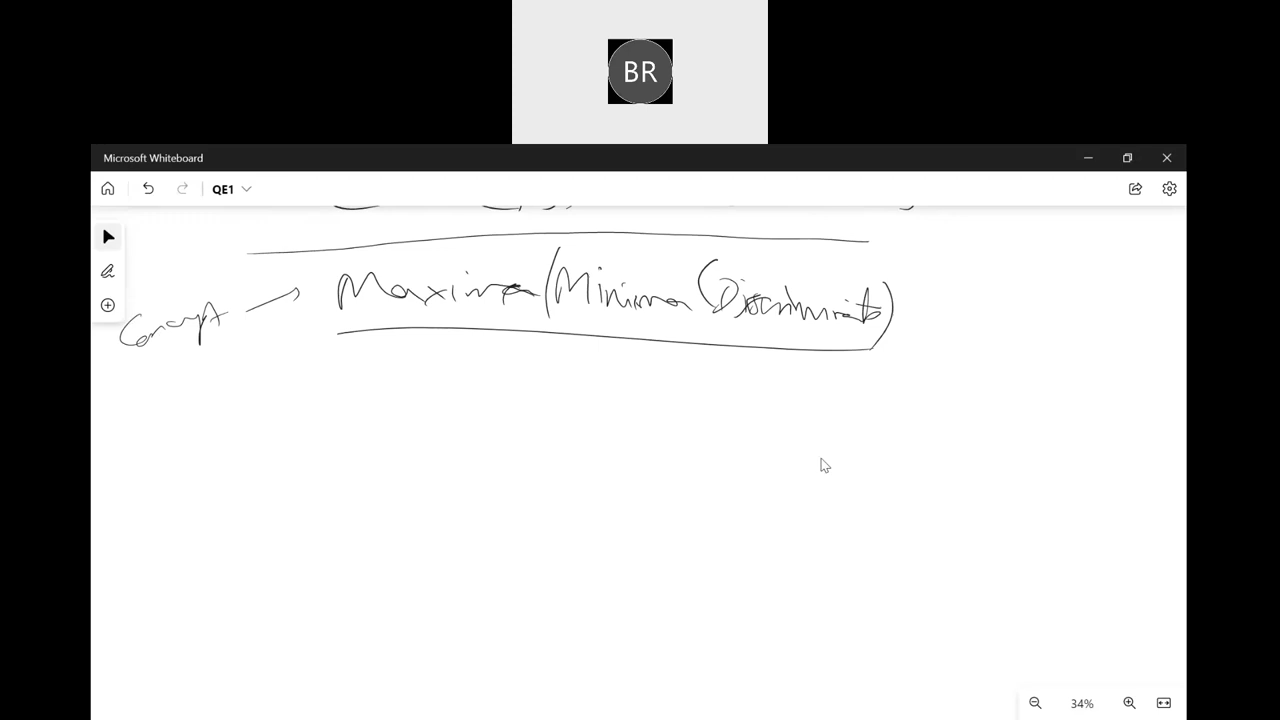 BR
Microsoft Whiteboard
QE1
Concept → Maxima/Minima (Discriminant)
34%